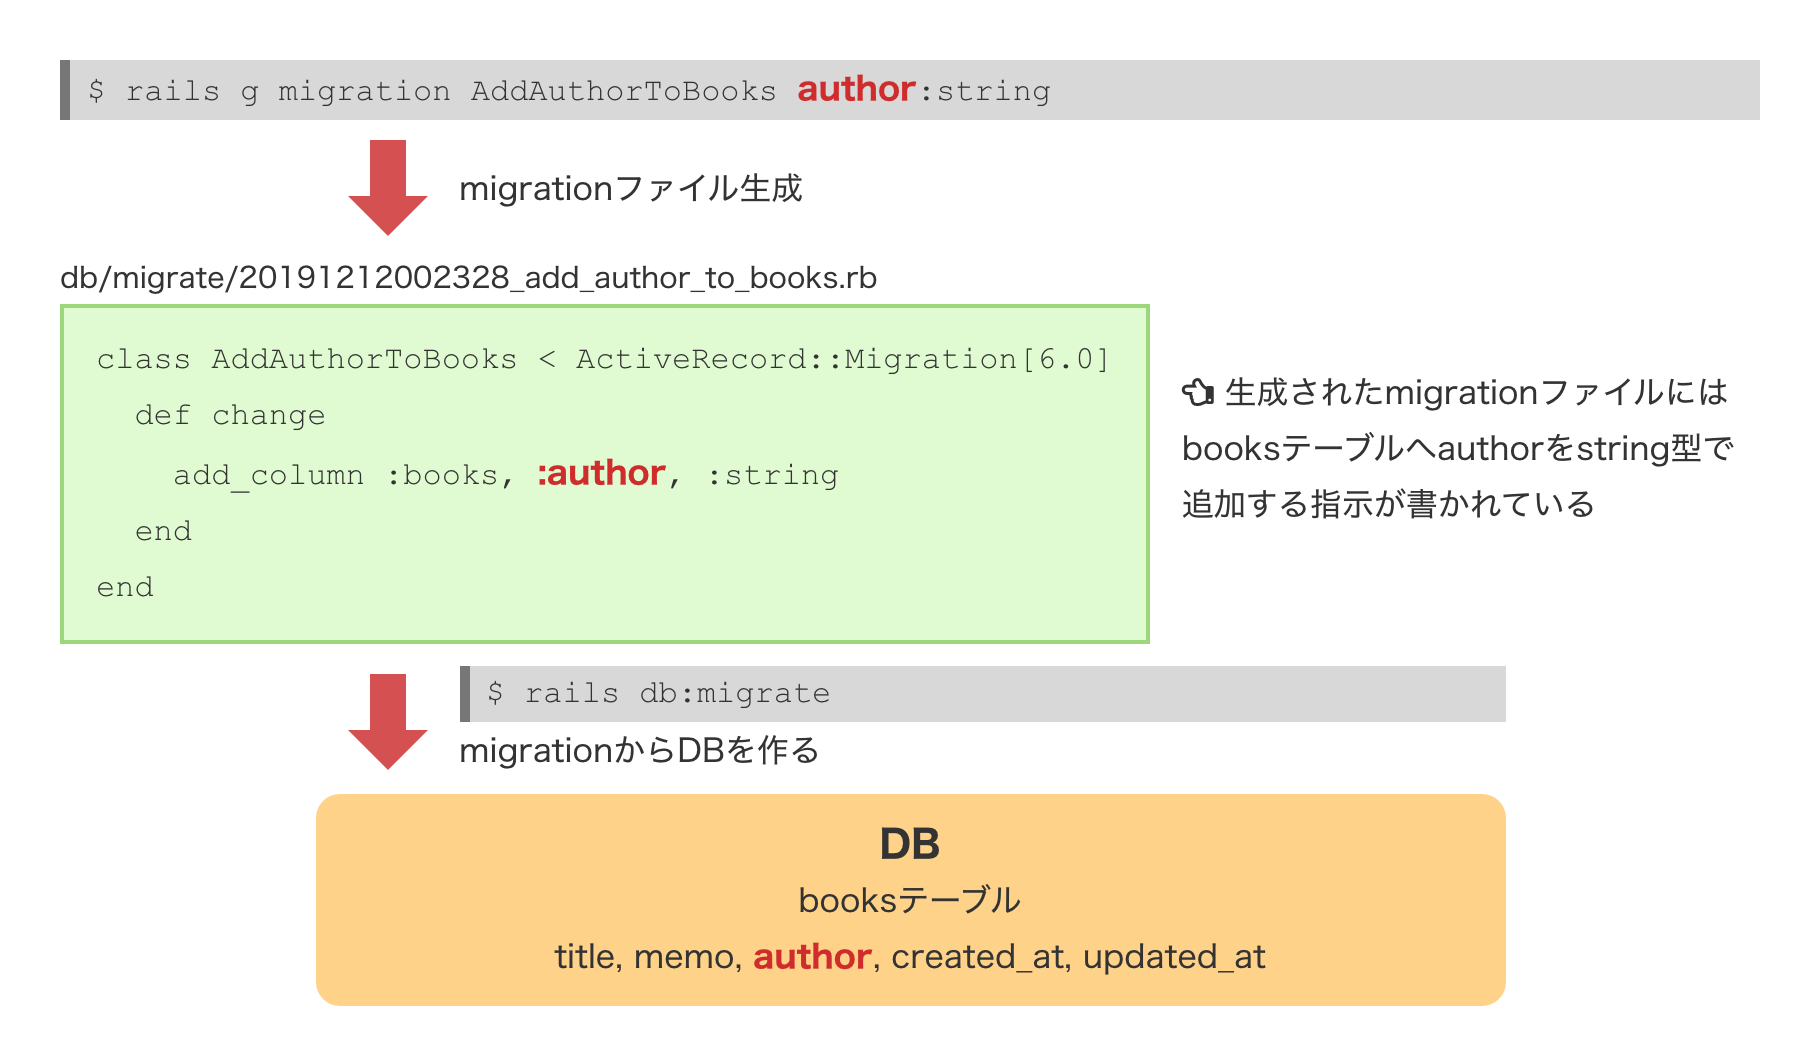 $ rails g migration AddAuthorToBooks author:string
migrationファイル生成
db/migrate/20191212002328_add_author_to_books.rb
class AddAuthorToBooks < ActiveRecord::Migration[6.0]
  def change
    add_column :books, :author, :string
  end
end
生成されたmigrationファイルには
booksテーブルへauthorをstring型で
追加する指示が書かれている
$ rails db:migrate
migrationからDBを作る
DB
booksテーブル
title, memo, author, created_at, updated_at